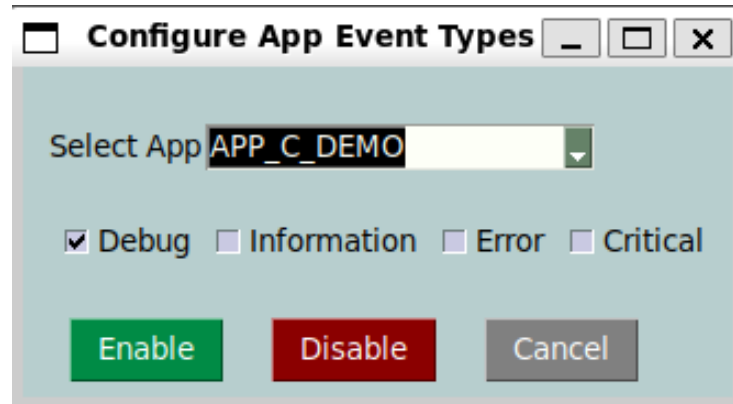 Configure App Event Types
Select App APP_C_DEMO
Debug Information Error Critical
Enable Disable Cancel